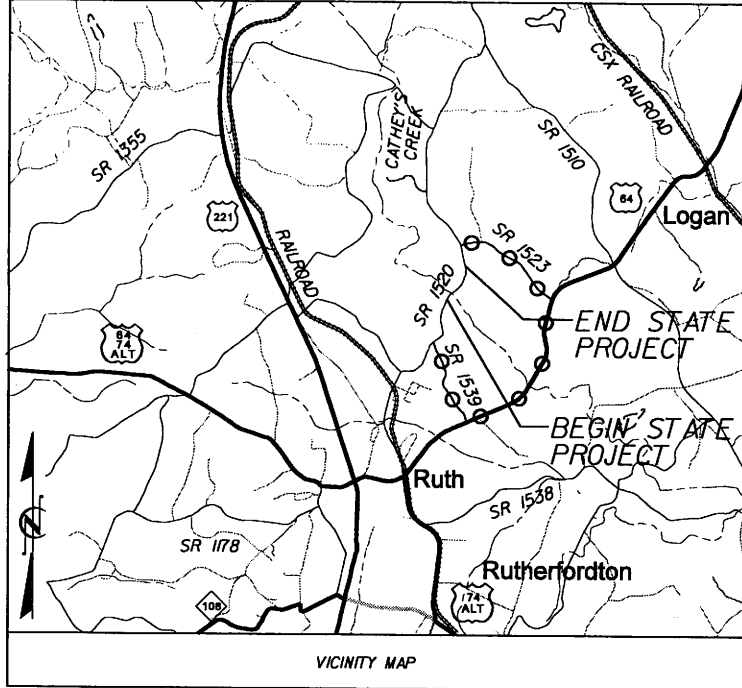 SR 1355
CATHEY'S
CREEK
CSX RAILROAD
SR 1510
64
Logan
221
RAILROAD
SR 1523
SR 1520
END STATE
PROJECT
64
74
ALT
SR 1539
BEGIN STATE
PROJECT
Ruth
SR 1538
SR 1178
Rutherfordton
108
74
ALT
VICINITY MAP